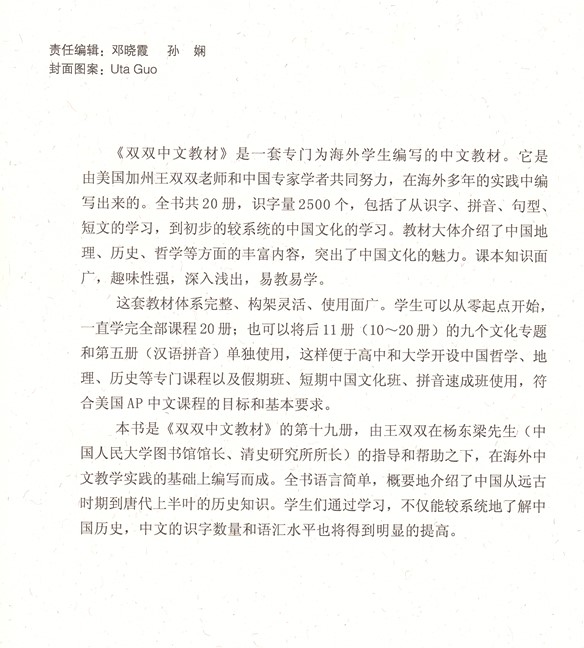 责任编辑：邓晓霞　孙　娴
封面图案：Uta Guo
《双双中文教材》是一套专门为海外学生编写的中文教材。它是
由美国加州王双双老师和中国专家学者共同努力，在海外多年的实践中编
写出来的。全书共20册，识字量2500个，包括了从识字、拼音、句型、
短文的学习，到初步的较系统的中国文化的学习。教材大体介绍了中国地
理、历史、哲学等方面的丰富内容，突出了中国文化的魅力。课本知识面
广，趣味性强，深入浅出，易教易学。
这套教材体系完整、构架灵活、使用面广。学生可以从零起点开始，
一直学完全部课程20册；也可以将后11册（10～20册）的九个文化专题
和第五册（汉语拼音）单独使用，这样便于高中和大学开设中国哲学、地
理、历史等专门课程以及假期班、短期中国文化班、拼音速成班使用，符
合美国AP中文课程的目标和基本要求。
本书是《双双中文教材》的第十九册，由王双双在杨东梁先生（中
国人民大学图书馆馆长、清史研究所所长）的指导和帮助之下，在海外中
文教学实践的基础上编写而成。全书语言简单，概要地介绍了中国从远古
时期到唐代上半叶的历史知识。学生们通过学习，不仅能较系统地了解中
国历史，中文的识字数量和语汇水平也将得到明显的提高。